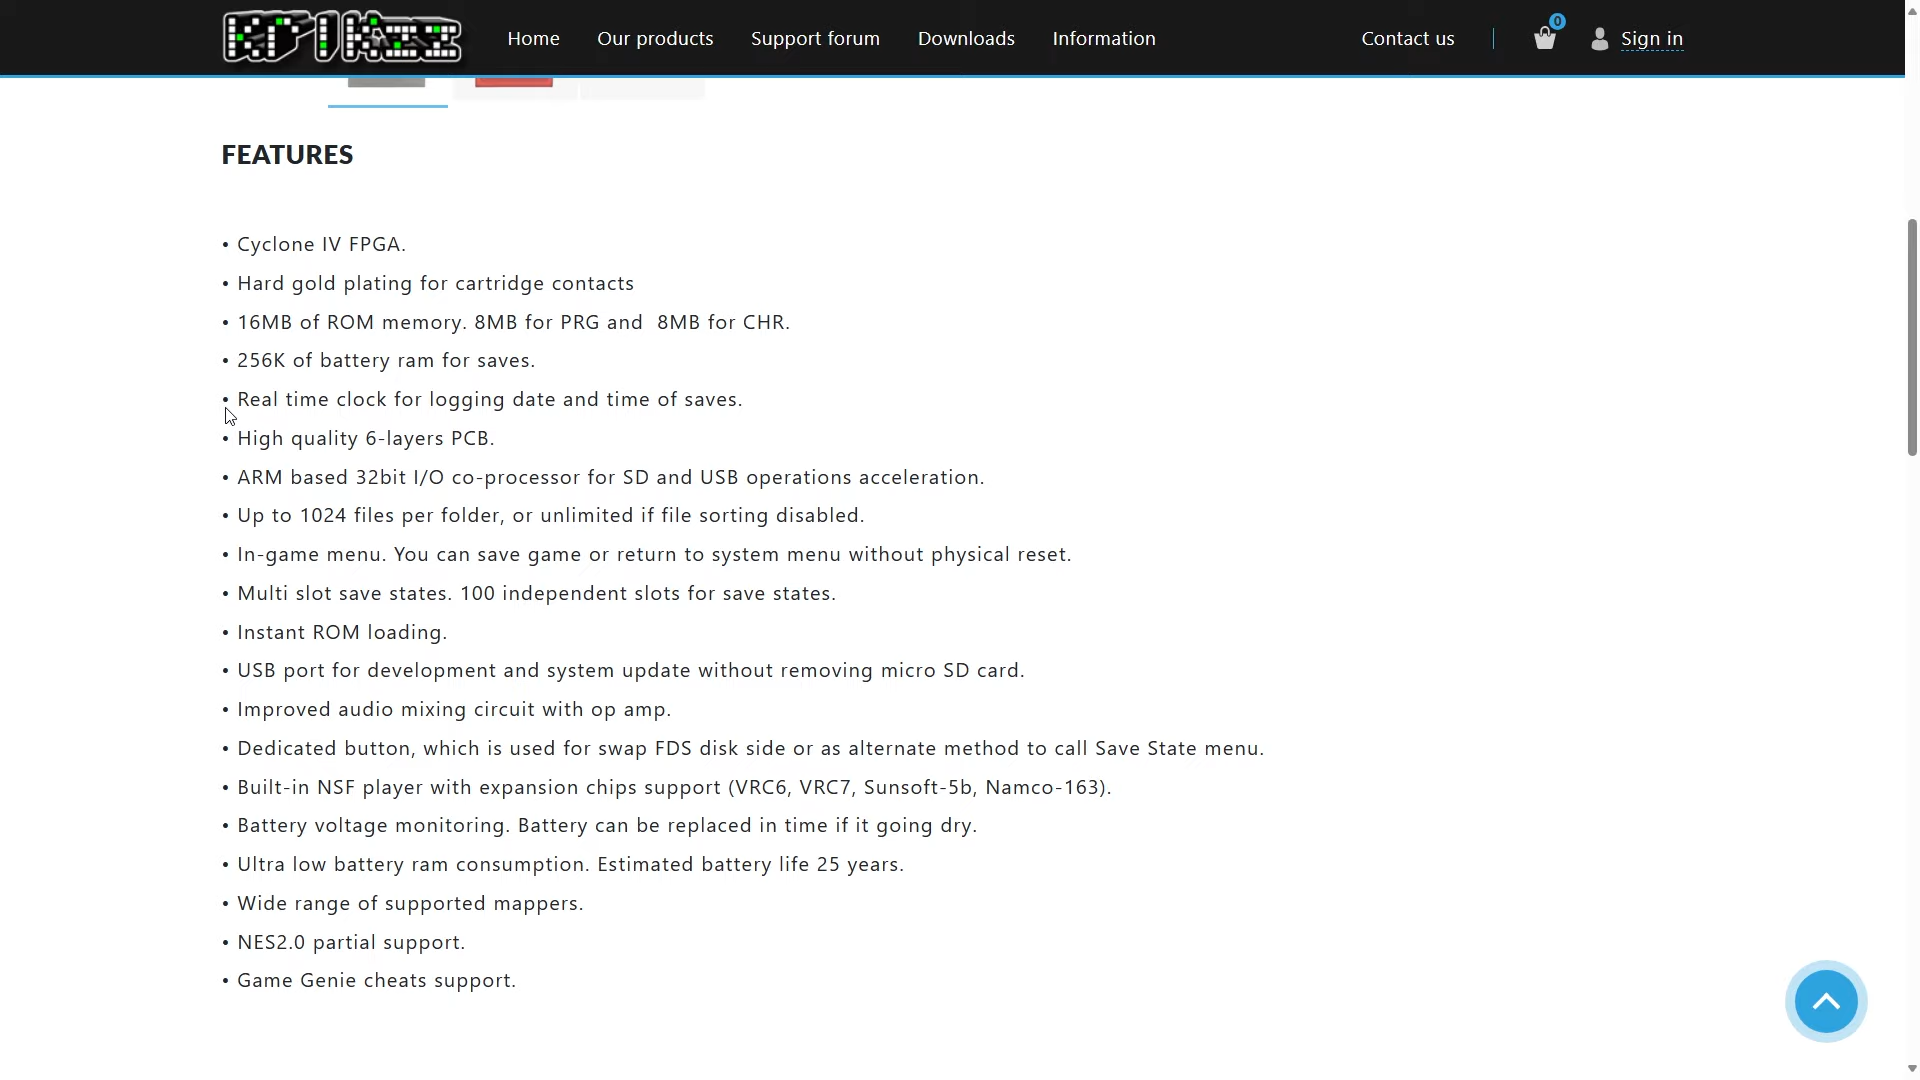 KRIKzz
Home
Our products
Support forum
Downloads
Information
Contact us
0
Sign in
FEATURES
• Cyclone IV FPGA.
• Hard gold plating for cartridge contacts
• 16MB of ROM memory. 8MB for PRG and  8MB for CHR.
• 256K of battery ram for saves.
• Real time clock for logging date and time of saves.
• High quality 6-layers PCB.
• ARM based 32bit I/O co-processor for SD and USB operations acceleration.
• Up to 1024 files per folder, or unlimited if file sorting disabled.
• In-game menu. You can save game or return to system menu without physical reset.
• Multi slot save states. 100 independent slots for save states.
• Instant ROM loading.
• USB port for development and system update without removing micro SD card.
• Improved audio mixing circuit with op amp.
• Dedicated button, which is used for swap FDS disk side or as alternate method to call Save State menu.
• Built-in NSF player with expansion chips support (VRC6, VRC7, Sunsoft-5b, Namco-163).
• Battery voltage monitoring. Battery can be replaced in time if it going dry.
• Ultra low battery ram consumption. Estimated battery life 25 years.
• Wide range of supported mappers.
• NES2.0 partial support.
• Game Genie cheats support.